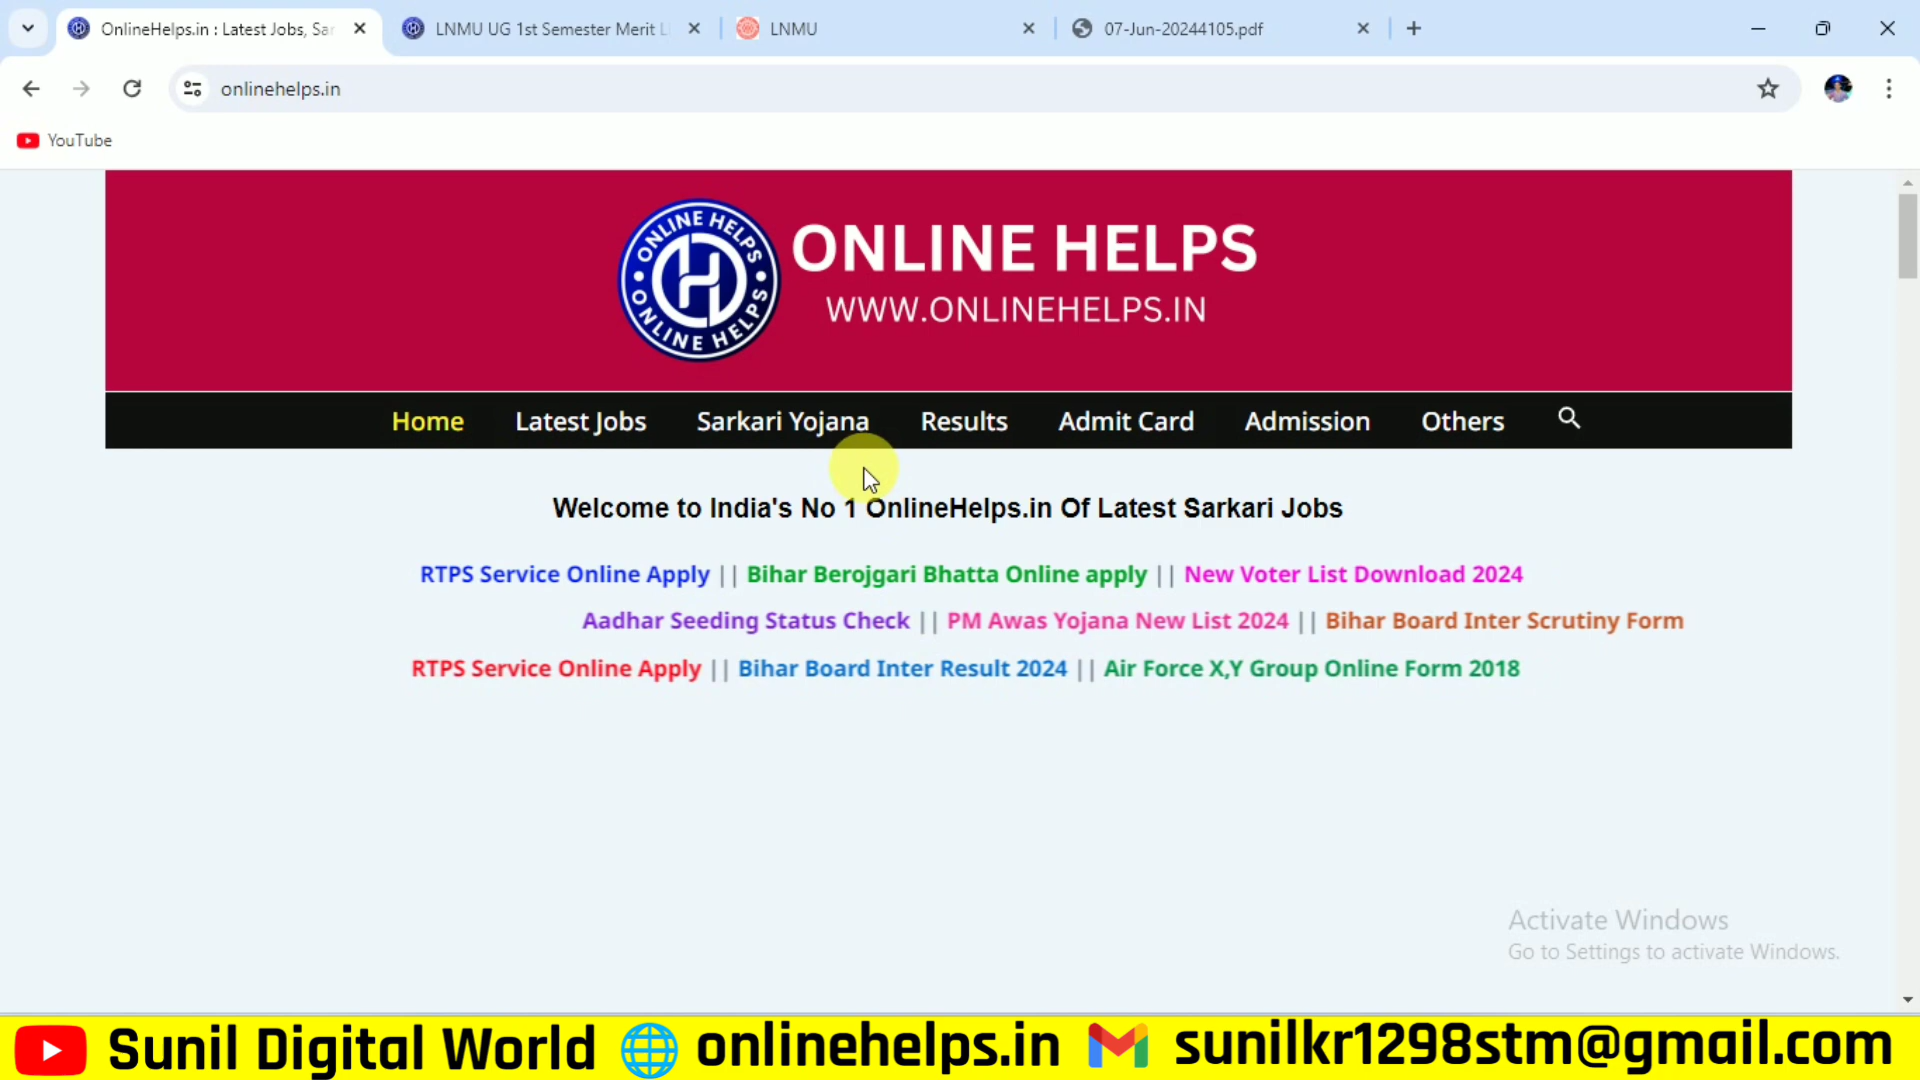 OnlineHelps.in : Latest Jobs, Sar
LNMU UG 1st Semester Merit L
LNMU
07-Jun-20244105.pdf
onlinehelps.in
YouTube
ONLINE HELPS
ONLINE HELPS
ONLINE HELPS
WWW.ONLINEHELPS.IN
Home Latest Jobs Sarkari Yojana Results Admit Card Admission Others
Welcome to India's No 1 OnlineHelps.in Of Latest Sarkari Jobs
RTPS Service Online Apply || Bihar Berojgari Bhatta Online apply || New Voter List Download 2024
Aadhar Seeding Status Check || PM Awas Yojana New List 2024 || Bihar Board Inter Scrutiny Form
RTPS Service Online Apply || Bihar Board Inter Result 2024 || Air Force X,Y Group Online Form 2018
Activate Windows
Go to Settings to activate Windows.
Sunil Digital World onlinehelps.in sunilkr1298stm@gmail.com